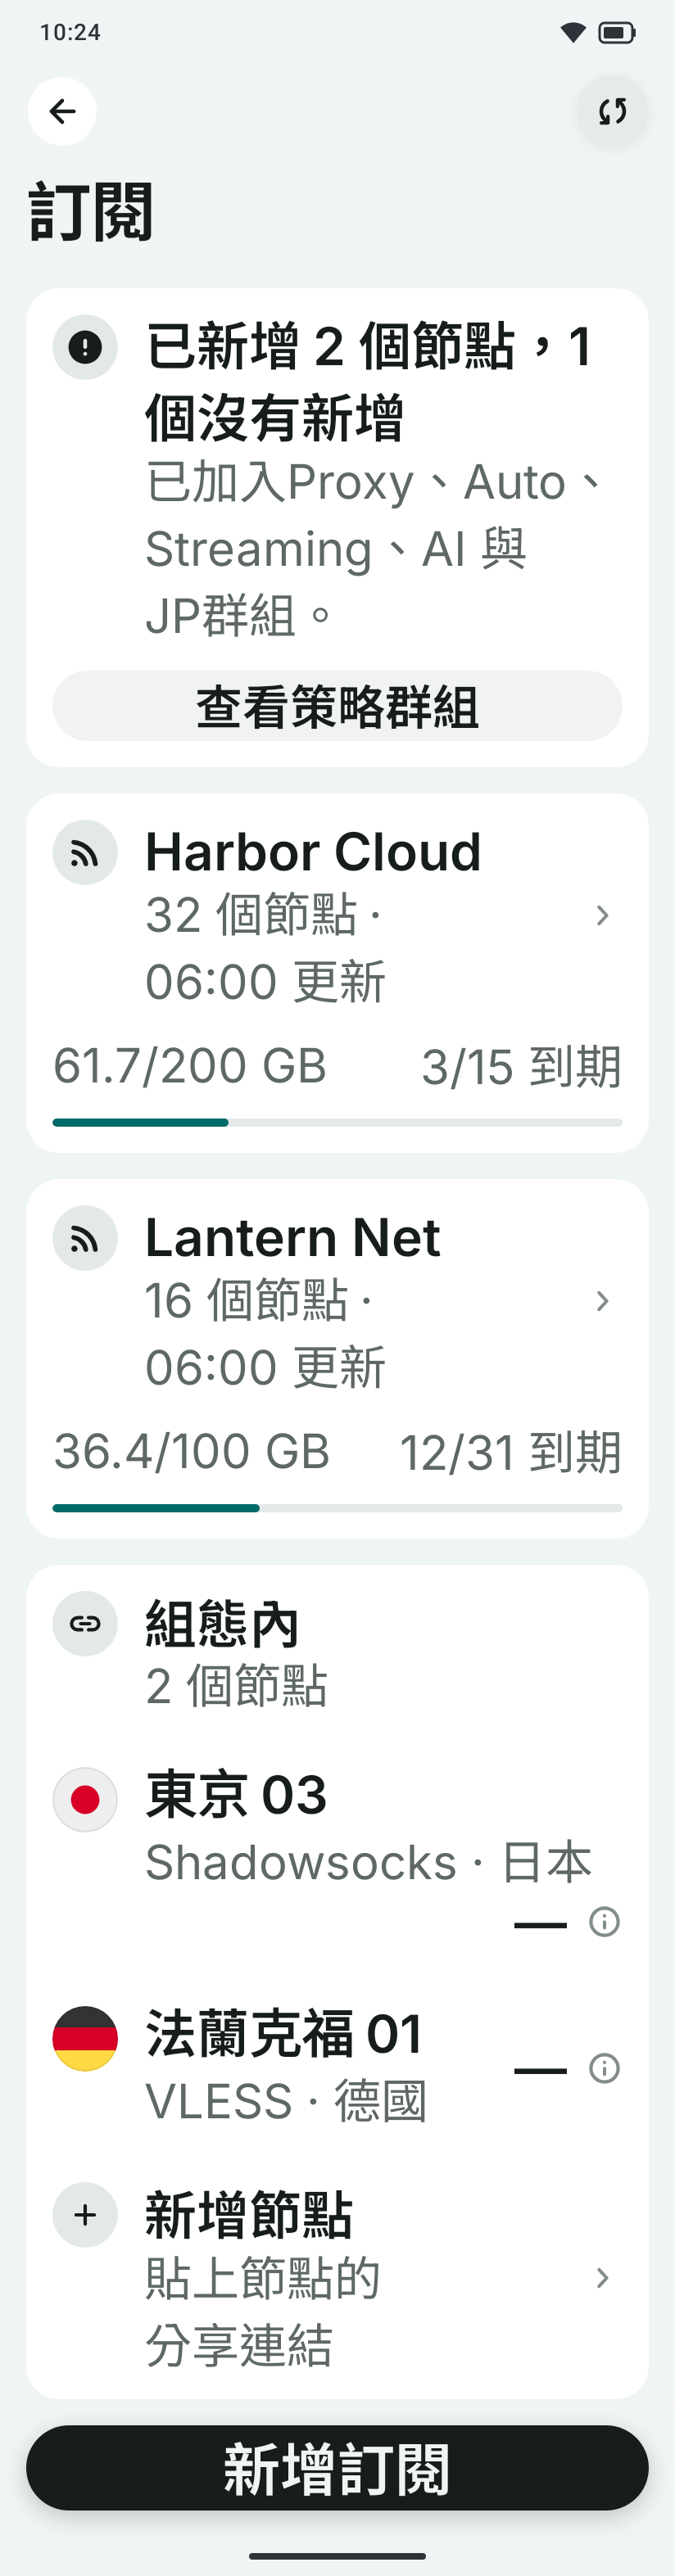 10:24
訂閱
已新增 2 個節點，1
個沒有新增
已加入Proxy、Auto、
Streaming、AI 與
JP群組。
查看策略群組
Harbor Cloud
32 個節點 ·
06:00 更新
61.7/200 GB
3/15 到期
Lantern Net
16 個節點 ·
06:00 更新
36.4/100 GB
12/31 到期
組態內
2 個節點
東京 03
Shadowsocks · 日本
—
法蘭克福 01
—
VLESS · 德國
新增節點
貼上節點的
分享連結
新增訂閱